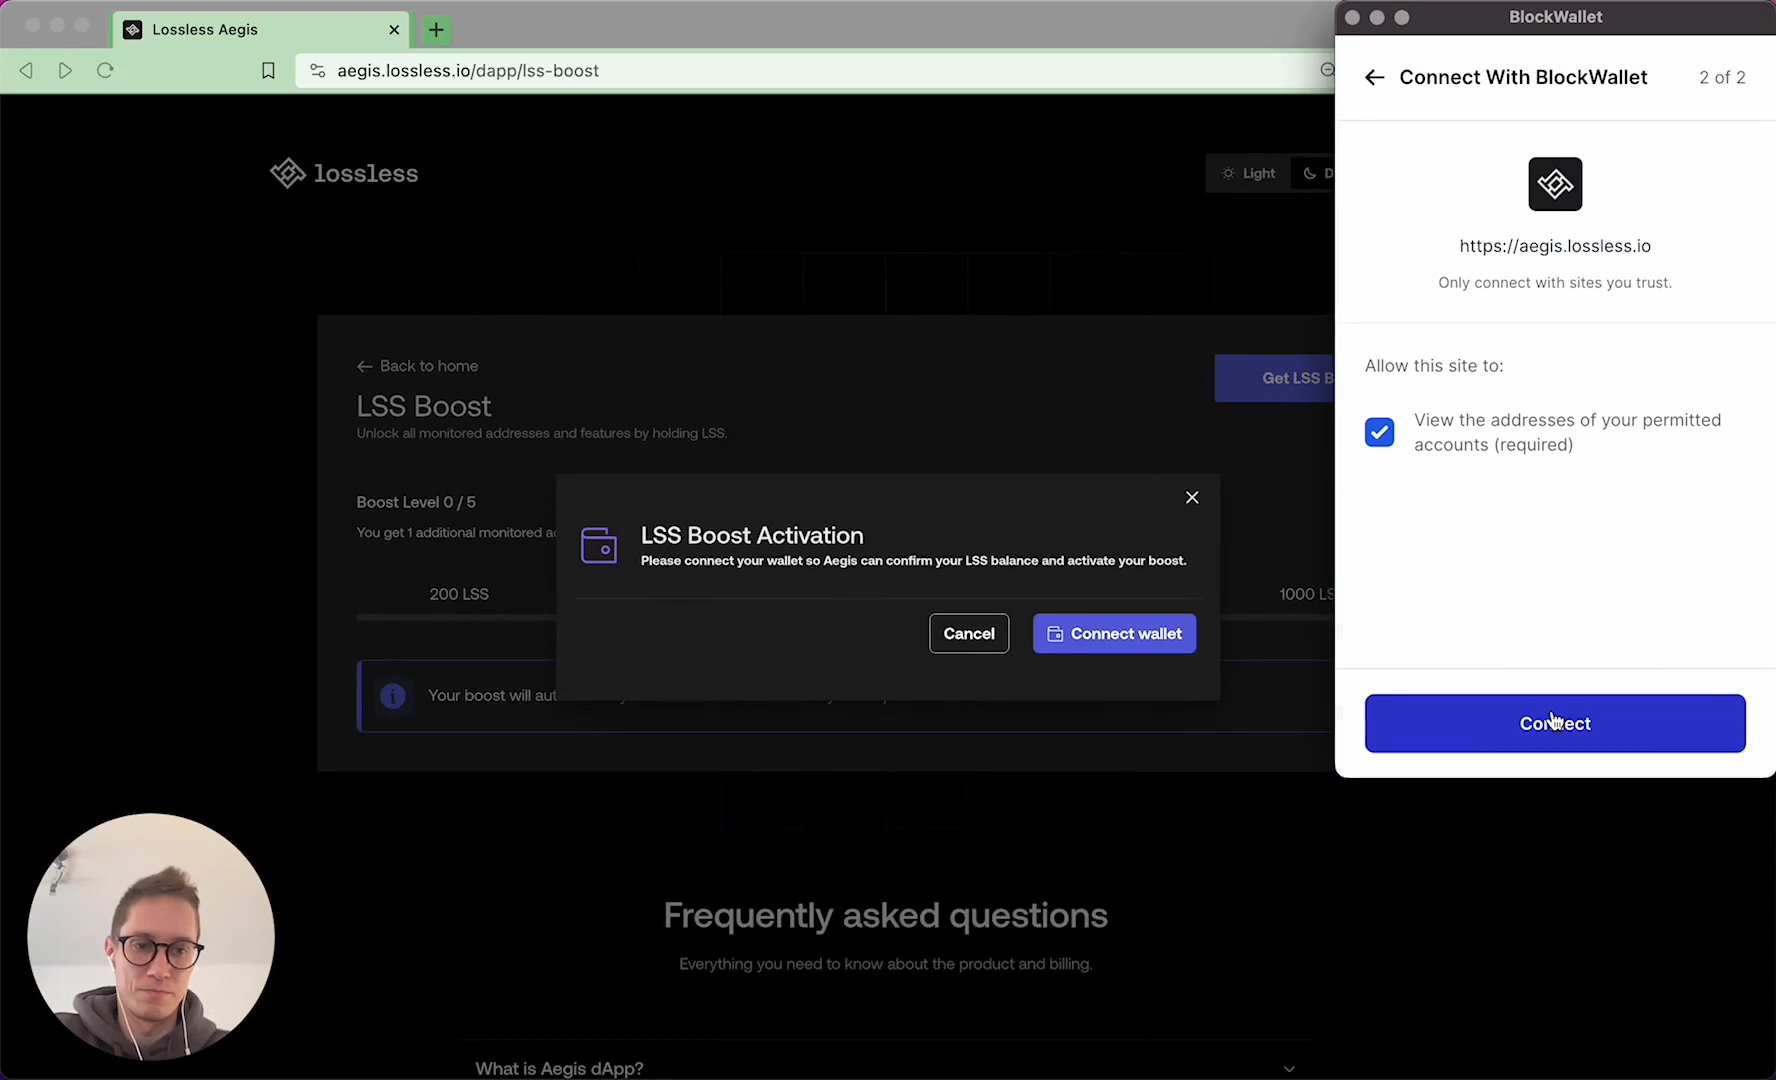 Lossless Aegis
aegis.lossless.io/dapp/lss-boost
lossless
Light
D
Back to home
LSS Boost
Unlock all monitored addresses and features by holding LSS.
Get LSS B
Boost Level 0 / 5
You get 1 additional monitored
200 LSS
1000 LS
Your boost will aut
LSS Boost Activation
Please connect your wallet so Aegis can confirm your LSS balance and activate your boost.
Cancel
Connect wallet
Frequently asked questions
Everything you need to know about the product and billing.
What is Aegis dApp?
BlockWallet
Connect With BlockWallet
2 of 2
https://aegis.lossless.io
Only connect with sites you trust.
Allow this site to:
View the addresses of your permitted
accounts (required)
Connect